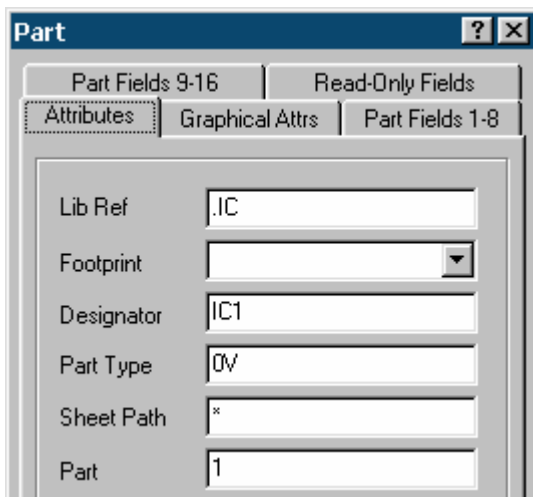 Part
Part Fields 9-16 Read-Only Fields
Attributes Graphical Attrs Part Fields 1-8
Lib Ref .IC
Footprint
Designator IC1
Part Type 0V
Sheet Path *
Part 1